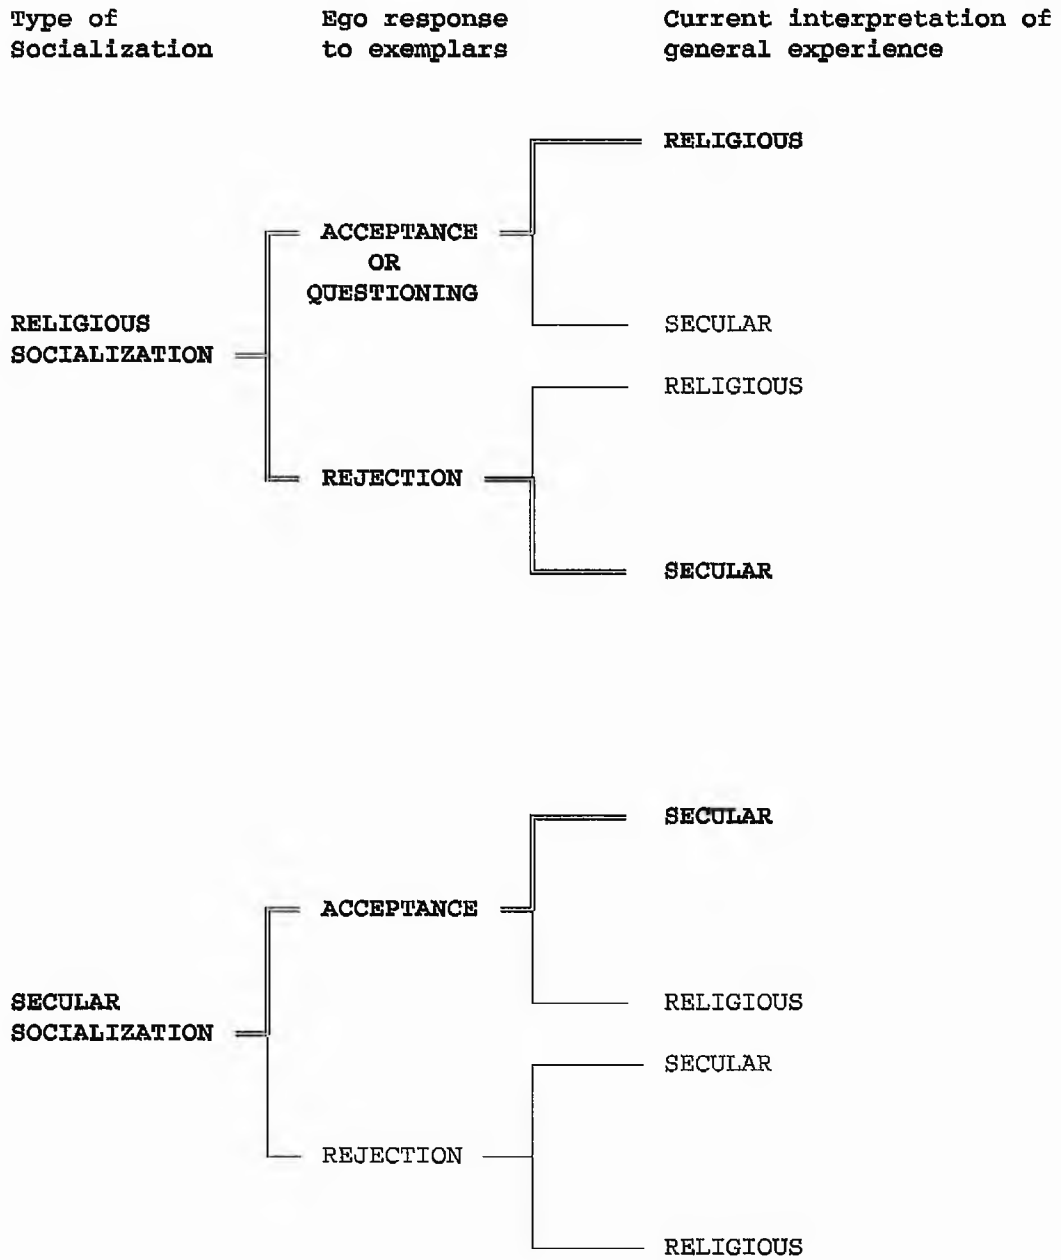 Type of Socialization
Ego response to exemplars
Current interpretation of general experience
RELIGIOUS
ACCEPTANCE
OR
QUESTIONING
RELIGIOUS
SOCIALIZATION
SECULAR
RELIGIOUS
REJECTION
SECULAR
SECULAR
ACCEPTANCE
SECULAR
SOCIALIZATION
RELIGIOUS
SECULAR
REJECTION
RELIGIOUS